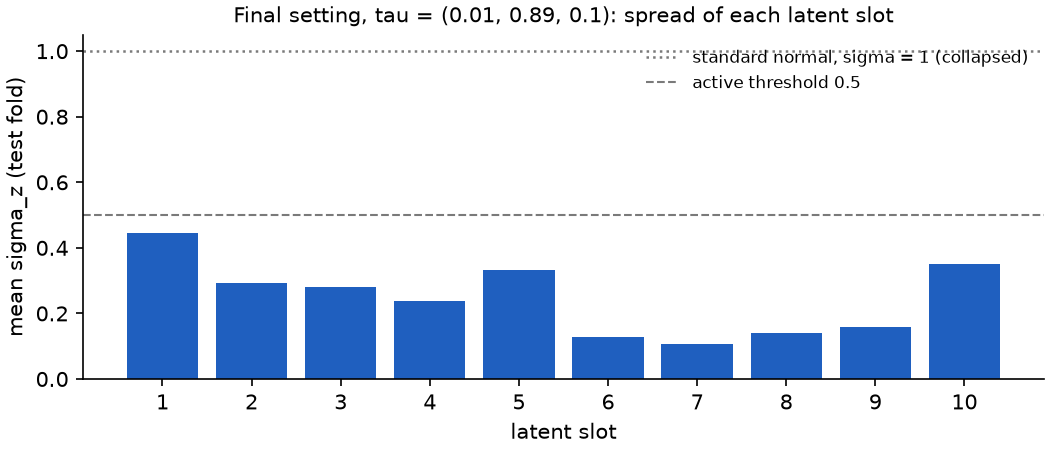 Final setting, tau = (0.01, 0.89, 0.1): spread of each latent slot
standard normal, sigma = 1 (collapsed)
active threshold 0.5
mean sigma_z (test fold)
1.0
0.8
0.6
0.4
0.2
0.0
1 2 3 4 5 6 7 8 9 10
latent slot